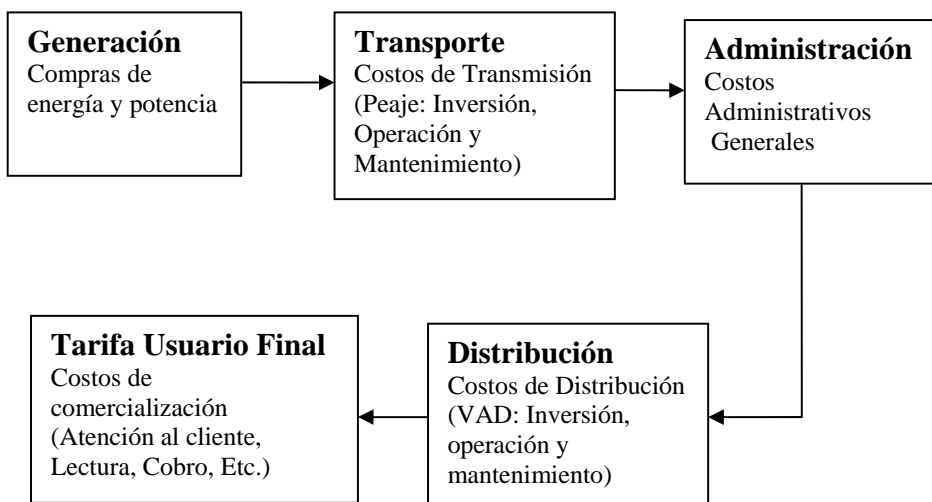 Generación
Compras de
energía y potencia
Transporte
Costos de Transmisión
(Peaje: Inversión,
Operación y
Mantenimiento)
Administración
Costos
Administrativos
Generales
Tarifa Usuario Final
Costos de
comercialización
(Atención al cliente,
Lectura, Cobro, Etc.)
Distribución
Costos de Distribución
(VAD: Inversión,
operación y
mantenimiento)